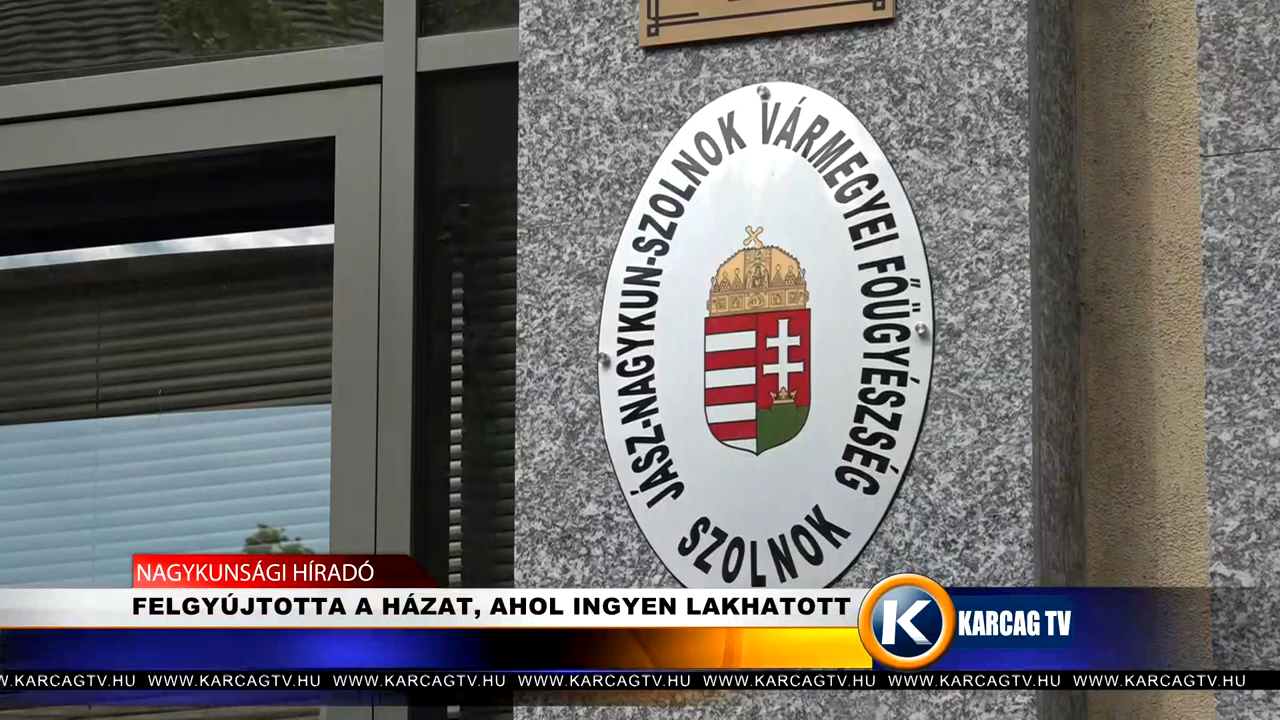 JÁSZ-NAGYKUN-SZOLNOK VÁRMEGYEI FŐÜGYÉSZSÉG
SZOLNOK
NAGYKUNSÁGI HÍRADÓ
FELGYÚJTOTTA A HÁZAT, AHOL INGYEN LAKHATOTT
K KARCAG TV
WWW.KARCAGTV.HU WWW.KARCAGTV.HU WWW.KARCAGTV.HU WWW.KARCAGTV.HU WWW.KARCAGTV.HU WWW.KARCAGTV.HU WWW.KARCAGTV.HU